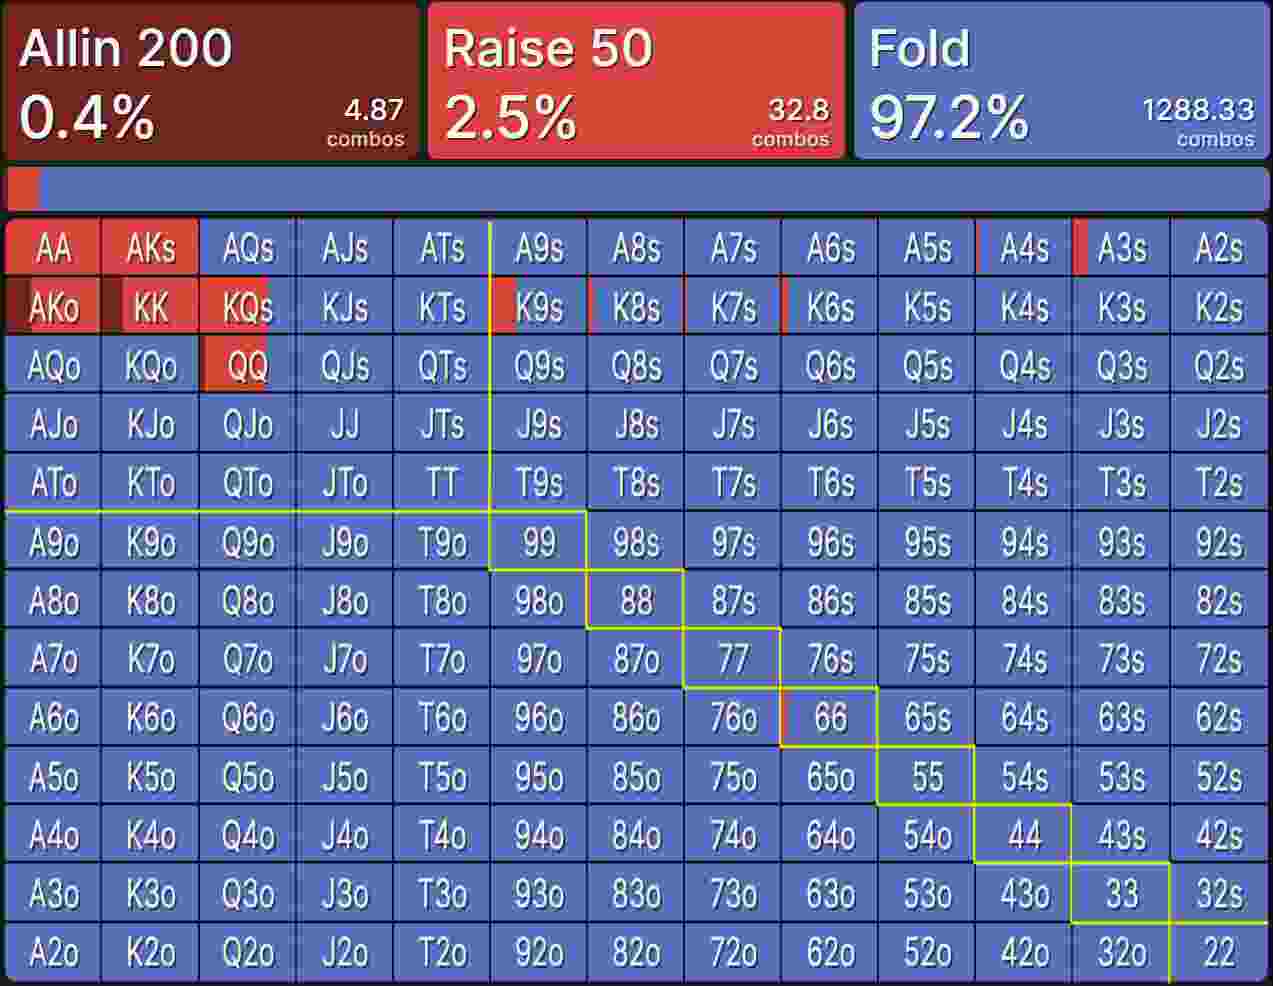 Allin 200 Raise 50 Fold
0.4% 4.87 combos 2.5% 32.8 combos 97.2% 1288.33 combos
AA AKs AQs AJs ATs A9s A8s A7s A6s A5s A4s A3s A2s
AKo KK KQs KJs KTs K9s K8s K7s K6s K5s K4s K3s K2s
AQo KQo QQ QJs QTs Q9s Q8s Q7s Q6s Q5s Q4s Q3s Q2s
AJo KJo QJo JJ JTs J9s J8s J7s J6s J5s J4s J3s J2s
ATo KTo QTo JTo TT T9s T8s T7s T6s T5s T4s T3s T2s
A9o K9o Q9o J9o T9o 99 98s 97s 96s 95s 94s 93s 92s
A8o K8o Q8o J8o T8o 98o 88 87s 86s 85s 84s 83s 82s
A7o K7o Q7o J7o T7o 97o 87o 77 76s 75s 74s 73s 72s
A6o K6o Q6o J6o T6o 96o 86o 76o 66 65s 64s 63s 62s
A5o K5o Q5o J5o T5o 95o 85o 75o 65o 55 54s 53s 52s
A4o K4o Q4o J4o T4o 94o 84o 74o 64o 54o 44 43s 42s
A3o K3o Q3o J3o T3o 93o 83o 73o 63o 53o 43o 33 32s
A2o K2o Q2o J2o T2o 92o 82o 72o 62o 52o 42o 32o 22